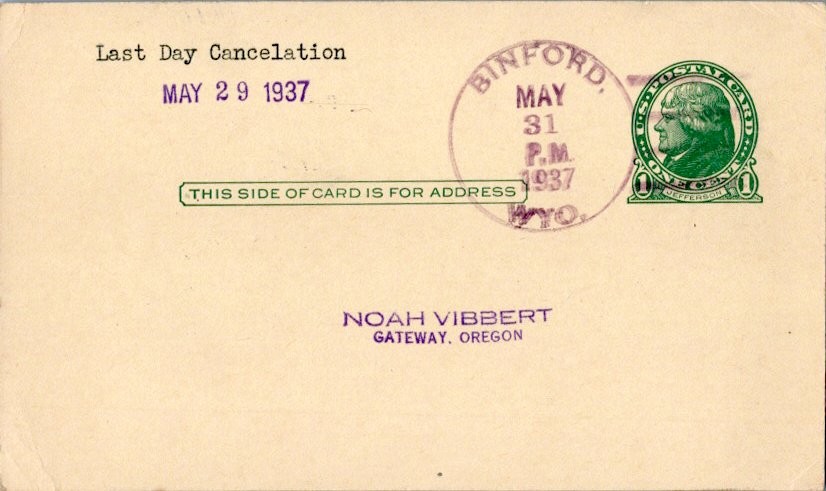 Last Day Cancelation
MAY 29 1937
BINFORD,
MAY
31
P.M.
1937
WYO.
U.S. POSTAL CARD
ONE CENT
1 JEFFERSON 1
THIS SIDE OF CARD IS FOR ADDRESS
NOAH VIBBERT
GATEWAY, OREGON